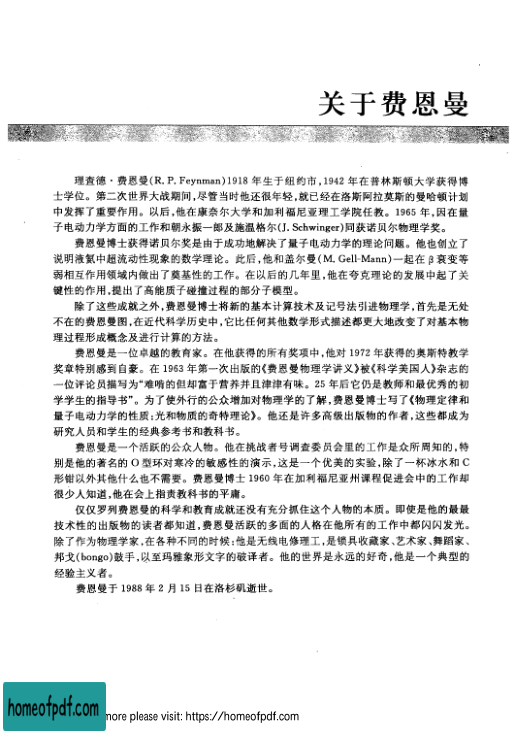 关于费恩曼
理查德·费恩曼(R. P. Feynman)1918 年生于纽约市,1942 年在普林斯顿大学获得博
士学位。第二次世界大战期间,尽管当时他还很年轻,就已经在洛斯阿拉莫斯的曼哈顿计划
中发挥了重要作用。以后,他在康奈尔大学和加利福尼亚理工学院任教。1965 年,因在量
子电动力学方面的工作和朝永振一郎及施温格尔(J. Schwinger)同获诺贝尔物理学奖。
费恩曼博士获得诺贝尔奖是由于成功地解决了量子电动力学的理论问题。他也创立了
说明液氦中超流动性现象的数学理论。此后,他和盖尔曼(M. Gell-Mann)一起在 β 衰变等
弱相互作用领域内做出了奠基性的工作。在以后的几年里,他在夸克理论的发展中起了关
键性的作用,提出了高能质子碰撞过程的部分子模型。
除了这些成就之外,费恩曼博士将新的基本计算技术及记号法引进物理学,首先是无处
不在的费恩曼图,在近代科学历史中,它比任何其他数学形式描述都更大地改变了对基本物
理过程形成概念及进行计算的方法。
费恩曼是一位卓越的教育家。在他获得的所有奖项中,他对 1972 年获得的奥斯特教学
奖章特别感到自豪。在 1963 年第一次出版的《费恩曼物理学讲义》被《科学美国人》杂志的
一位评论员描写为“难啃的但却富于营养并且津津有味。25 年后它仍是教师和最优秀的初
学学生的指导书”。为了使外行的公众增加对物理学的了解,费恩曼博士写了《物理定律和
量子电动力学的性质:光和物质的奇特理论》。他还是许多高级出版物的作者,这些都成为
研究人员和学生的经典参考书和教科书。
费恩曼是一个活跃的公众人物。他在挑战者号调查委员会里的工作是众所周知的,特
别是他的著名的 O 型环对寒冷的敏感性的演示,这是一个优美的实验,除了一杯冰水和 C
形钳以外其他什么也不需要。费恩曼博士 1960 年在加利福尼亚州课程促进会中的工作却
很少人知道,他在会上指责教科书的平庸。
仅仅罗列费恩曼的科学和教育成就还没有充分抓住这个人物的本质。即使是他的最最
技术性的出版物的读者都知道,费恩曼活跃的多面的人格在他所有的工作中都闪闪发光。
除了作为物理学家,在各种不同的时候:他是无线电修理工,是锁具收藏家、艺术家、舞蹈家、
邦戈(bongo)鼓手,以至玛雅象形文字的破译者。他的世界是永远的好奇,他是一个典型的
经验主义者。
费恩曼于 1988 年 2 月 15 日在洛杉矶逝世。
homeofpdf.com
more please visit: https://homeofpdf.com